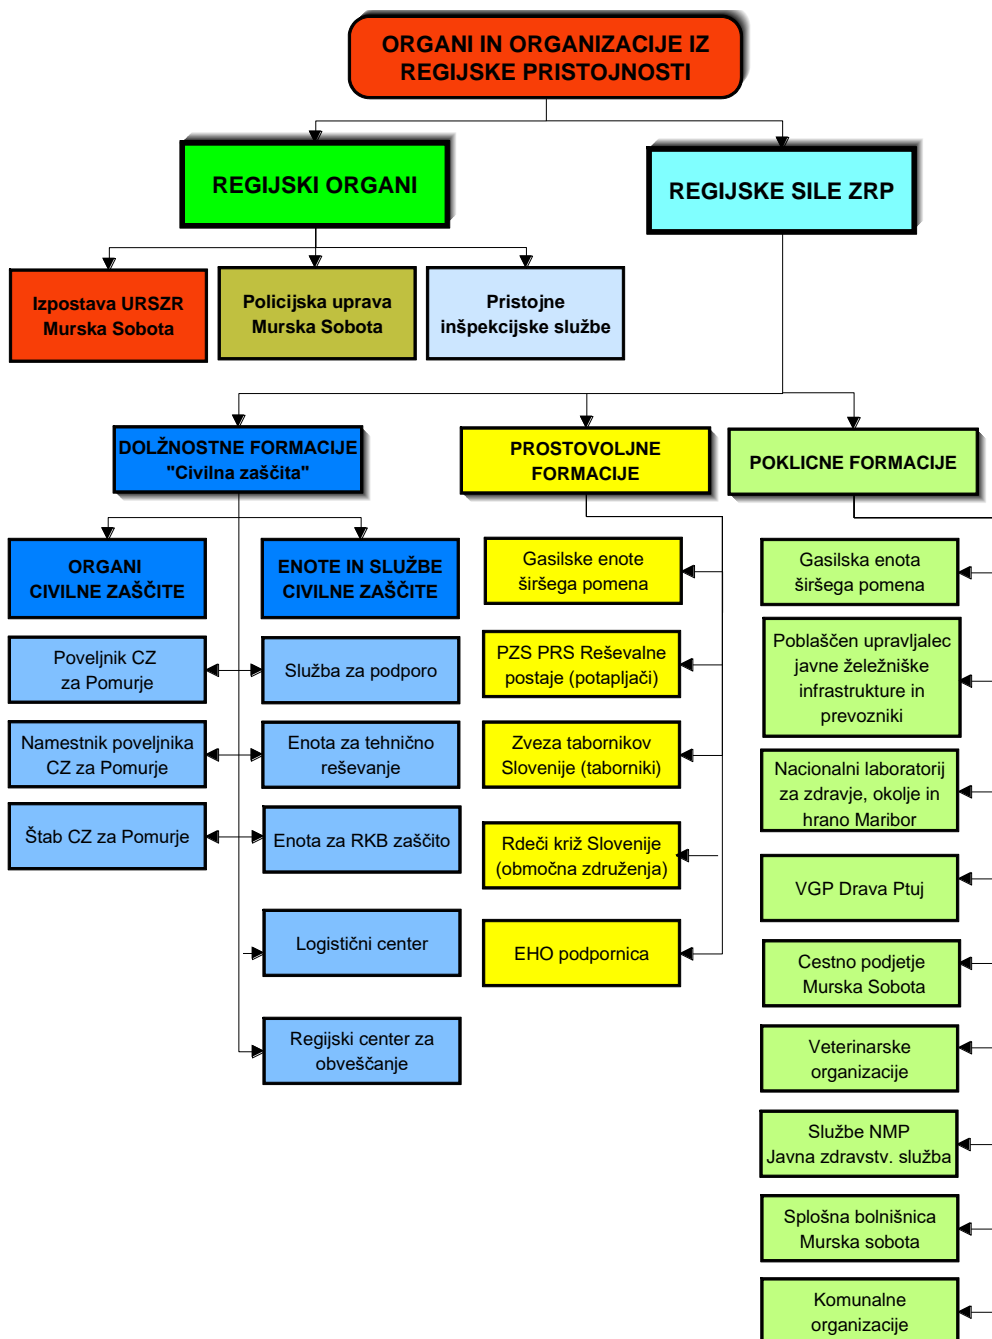 ORGANI IN ORGANIZACIJE IZ
REGIJSKE PRISTOJNOSTI
REGIJSKI ORGANI
REGIJSKE SILE ZRP
Izpostava URSZR
Murska Sobota
Policijska uprava
Murska Sobota
Pristojne
inšpekcijske službe
DOLŽNOSTNE FORMACIJE
"Civilna zaščita"
PROSTOVOLJNE
FORMACIJE
POKLICNE FORMACIJE
ORGANI
CIVILNE ZAŠČITE
ENOTE IN SLUŽBE
CIVILNE ZAŠČITE
Poveljnik CZ
za Pomurje
Namestnik poveljnika
CZ za Pomurje
Štab CZ za Pomurje
Služba za podporo
Enota za tehnično
reševanje
Enota za RKB zaščito
Logistični center
Regijski center za
obveščanje
Gasilske enote
širšega pomena
PZS PRS Reševalne
postaje (potapljači)
Zveza tabornikov
Slovenije (taborniki)
Rdeči križ Slovenije
(območna združenja)
EHO podpornica
Gasilska enota
širšega pomena
Poblaščen upravljalec
javne železniške
infrastrukture in
prevozniki
Nacionalni laboratorij
za zdravje, okolje in
hrano Maribor
VGP Drava Ptuj
Cestno podjetje
Murska Sobota
Veterinarske
organizacije
Službe NMP
Javna zdravstv. služba
Splošna bolnišnica
Murska sobota
Komunalne
organizacije